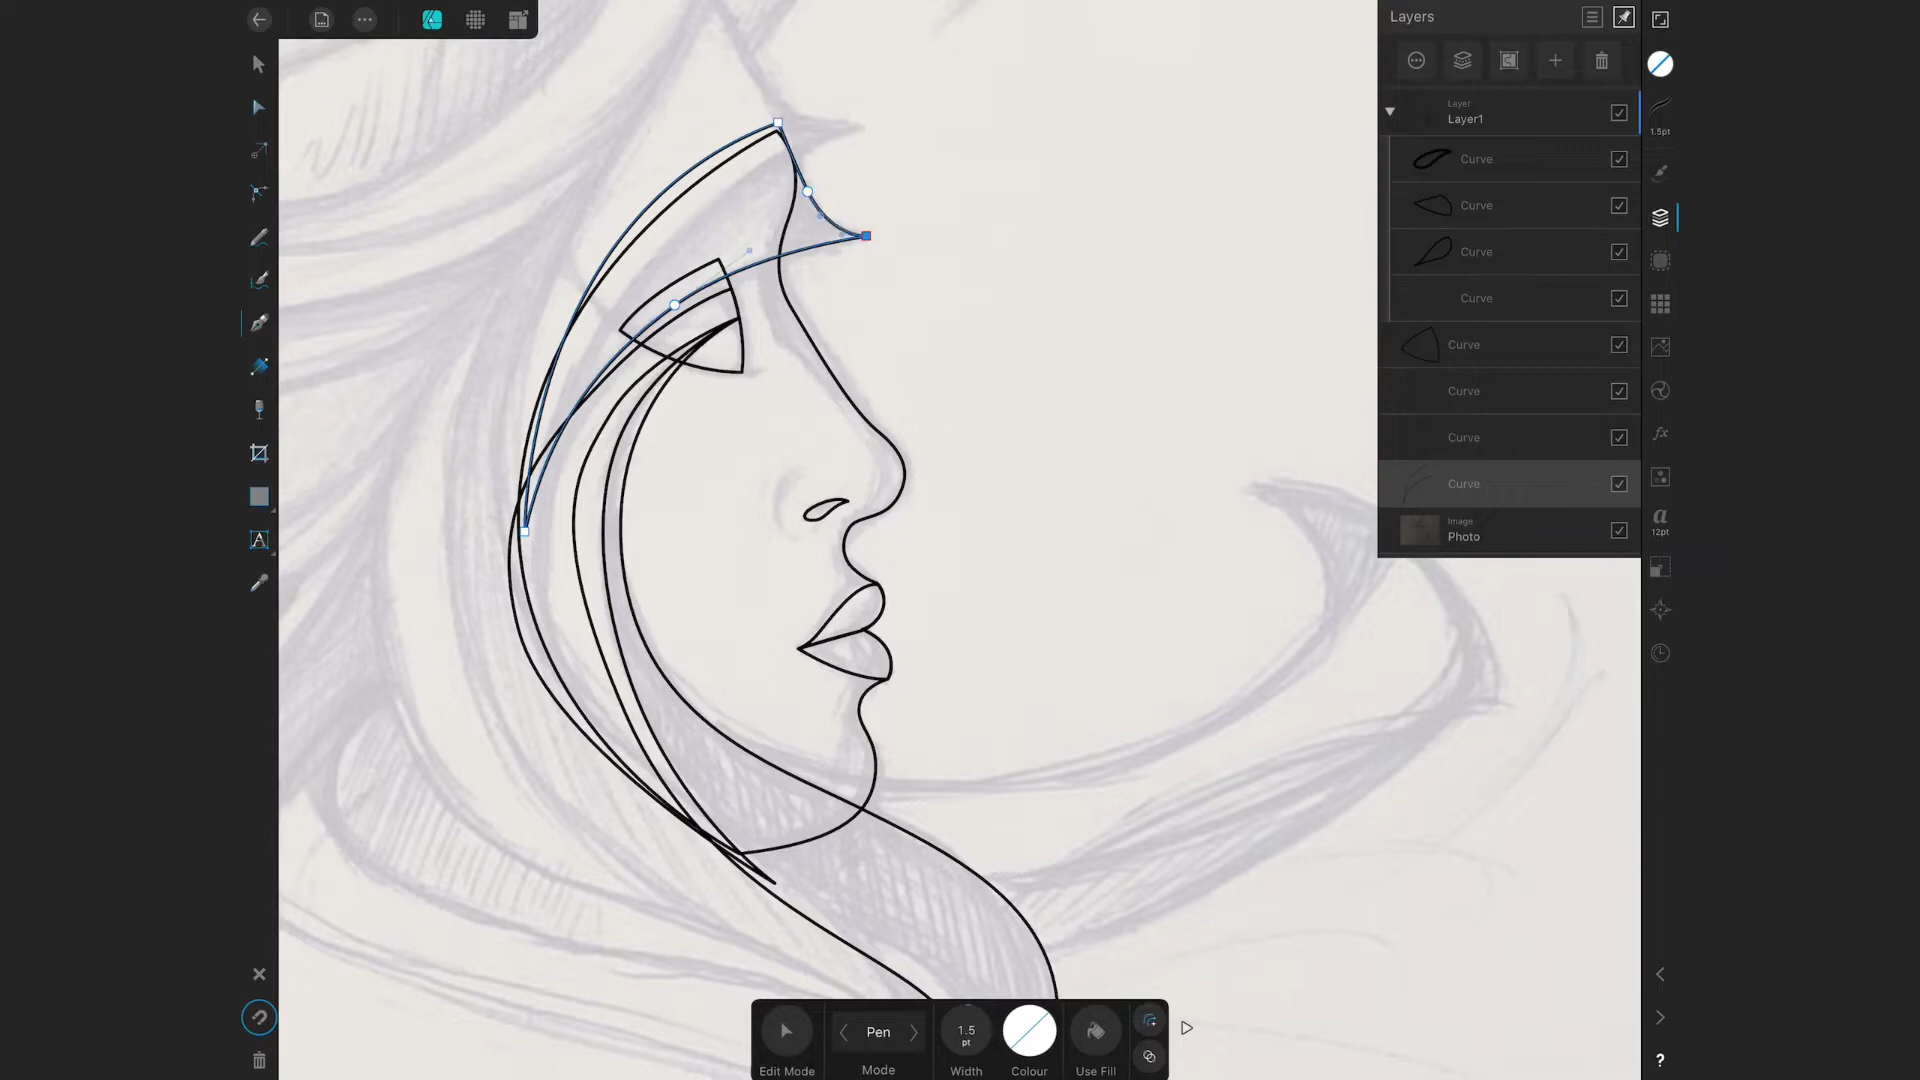 Layers
Layer
Layer1
1.5pt
Curve
Curve
Curve
Curve
Curve
Curve
Curve
fx
Curve
Image
Photo
a
12pt
A
Pen
1.5
pt
Edit Mode
Mode
Width
Colour
Use Fill
?